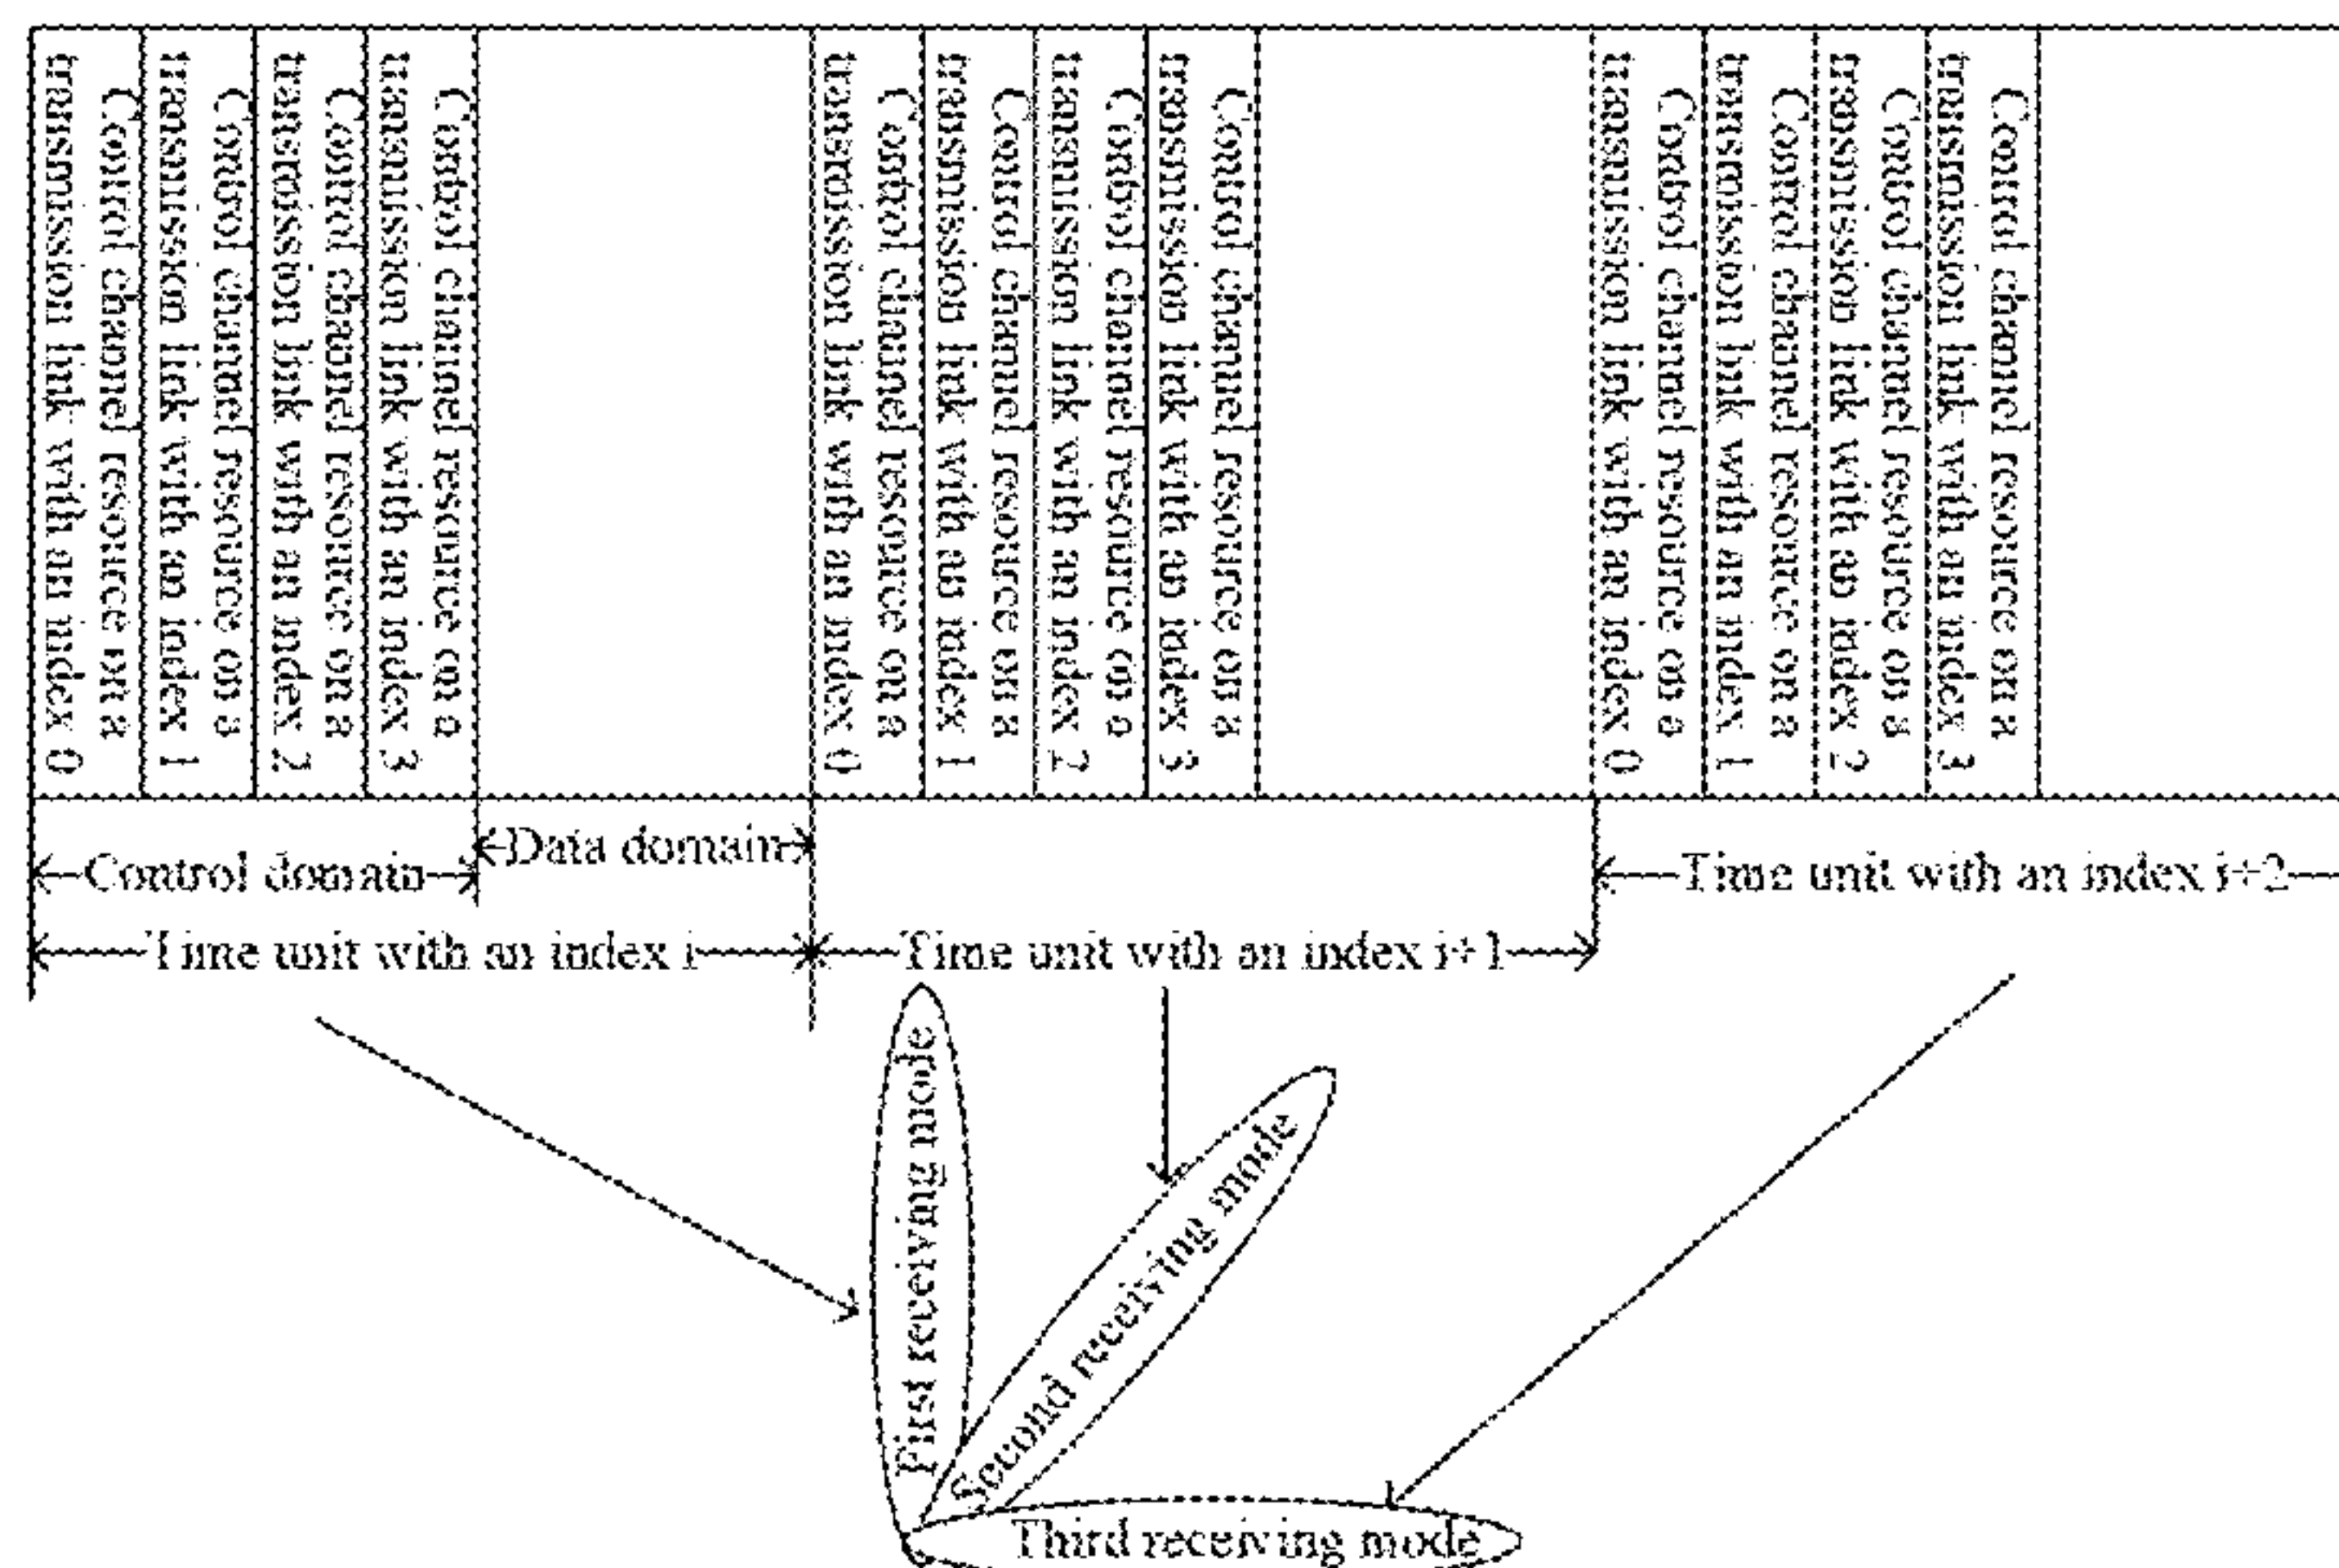 Control channel resource on a
transmission link with an index 0
Control channel resource on a
transmission link with an index 1
Control channel resource on a
transmission link with an index 2
Control channel resource on a
transmission link with an index 3
Control channel resource on a
transmission link with an index 0
Control channel resource on a
transmission link with an index 1
Control channel resource on a
transmission link with an index 2
Control channel resource on a
transmission link with an index 3
Control channel resource on a
transmission link with an index 0
Control channel resource on a
transmission link with an index 1
Control channel resource on a
transmission link with an index 2
Control channel resource on a
transmission link with an index 3
Control domain
Data domain
Time unit with an index i+2
Time unit with an index i
Time unit with an index i+1
First receiving mode
Second receiving mode
Third receiving mode